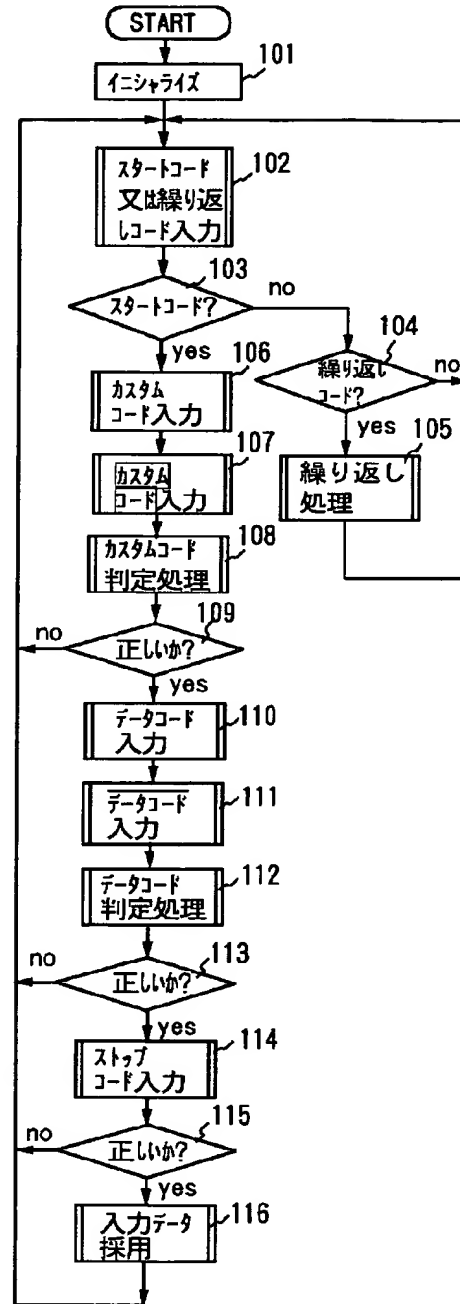 START
101
イニシャライズ
102
スタートコード
又は繰り返
しコード入力
103
スタートコード?
no
yes
104
繰り返し
コード?
no
yes
105
繰り返し
処理
106
カスタム
コード入力
107
カスタム
コード入力
108
カスタムコード
判定処理
109
no
正しいか?
yes
110
データコード
入力
111
データコード
入力
112
データコード
判定処理
113
no
正しいか?
yes
114
ストップ
コード入力
115
no
正しいか?
yes
116
入力データ
採用